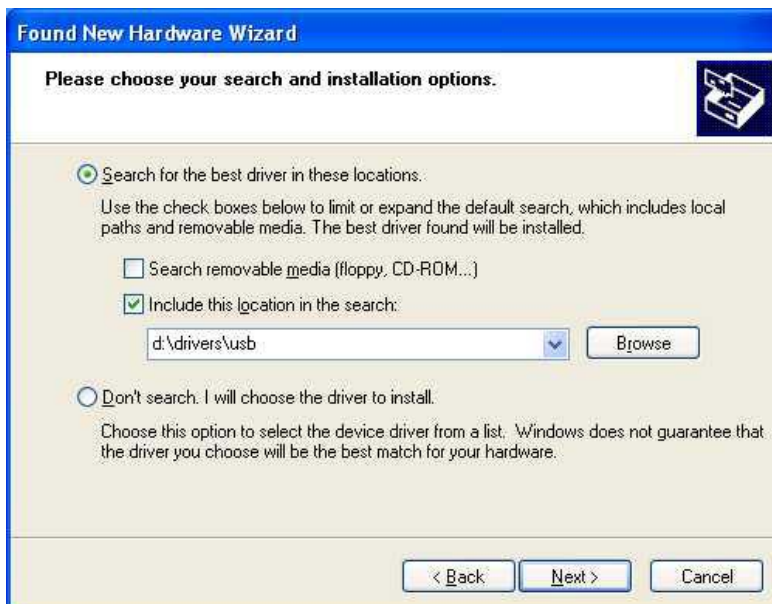 Found New Hardware Wizard
Please choose your search and installation options.
Search for the best driver in these locations.
Use the check boxes below to limit or expand the default search, which includes local
paths and removable media. The best driver found will be installed.
Search removable media (floppy, CD-ROM...)
Include this location in the search:
d:\drivers\usb
Browse
Don't search. I will choose the driver to install.
Choose this option to select the device driver from a list. Windows does not guarantee that
the driver you choose will be the best match for your hardware.
< Back Next > Cancel